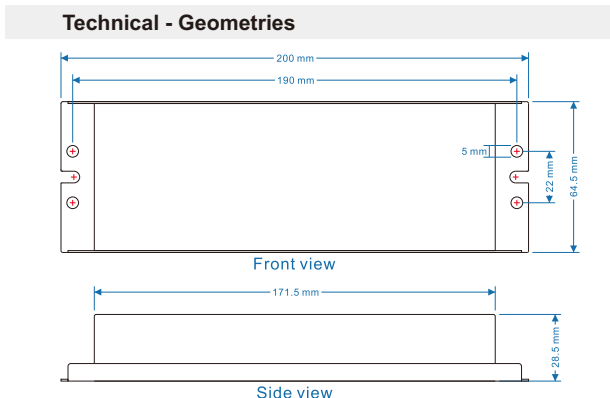 Technical - Geometries
200 mm
190 mm
5 mm
22 mm
64.5 mm
Front view
171.5 mm
28.5 mm
Side view